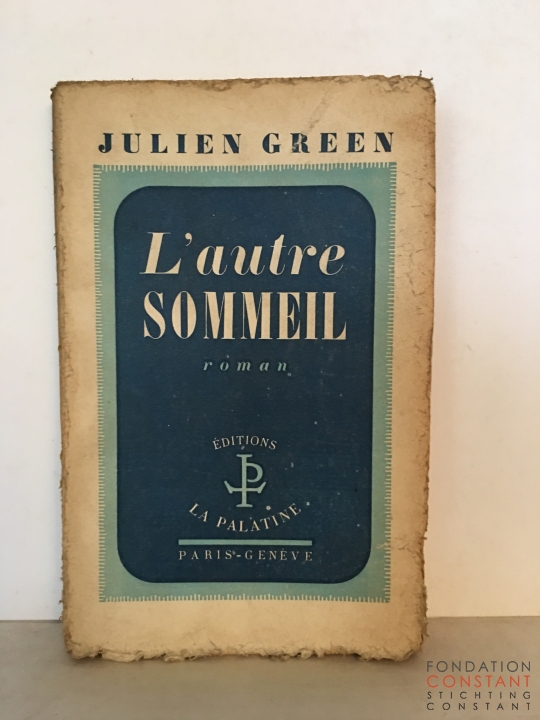 JULIEN GREEN
L'autre
SOMMEIL
roman
ÉDITIONS
LP
LA PALATINE
PARIS-GENÈVE
FONDATION
CONSTANT
STICHTING
CONSTANT